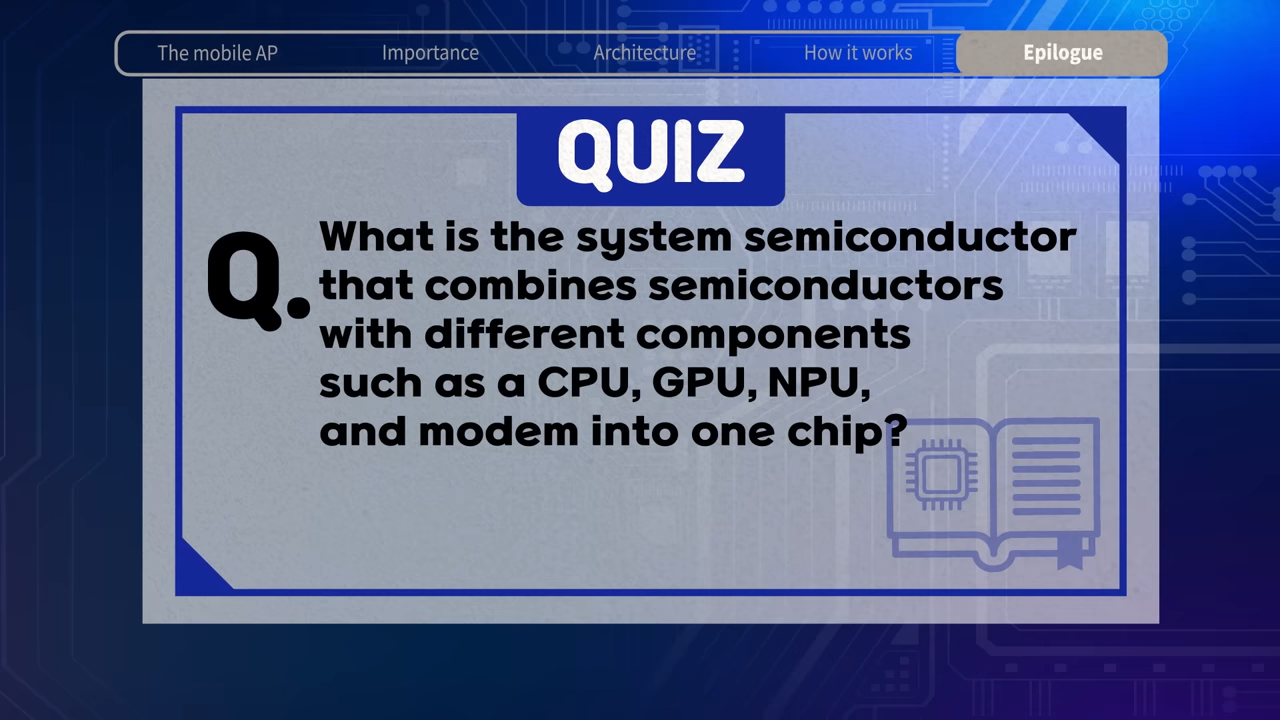 The mobile AP
Importance
Architecture
How it works
Epilogue
QUIZ
Q.
What is the system semiconductor
that combines semiconductors
with different components
such as a CPU, GPU, NPU,
and modem into one chip?